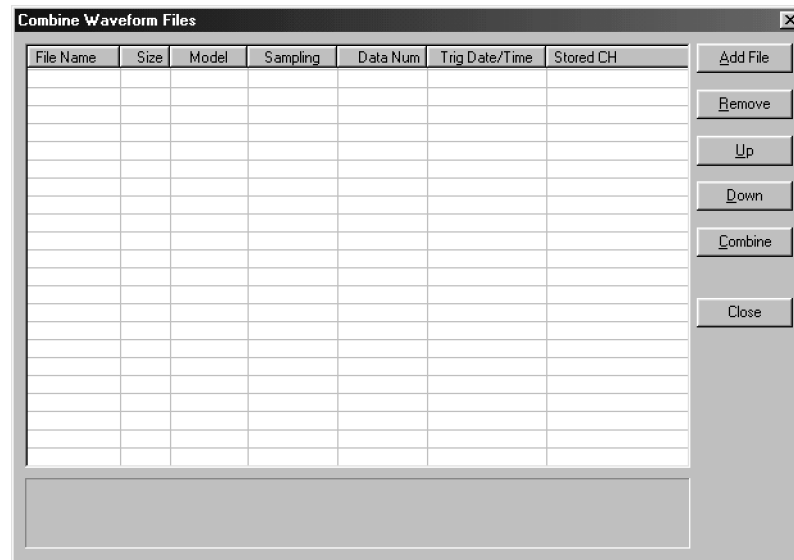 Combine Waveform Files
File Name Size Model Sampling Data Num Trig Date/Time Stored CH
Add File
Remove
Up
Down
Combine
Close